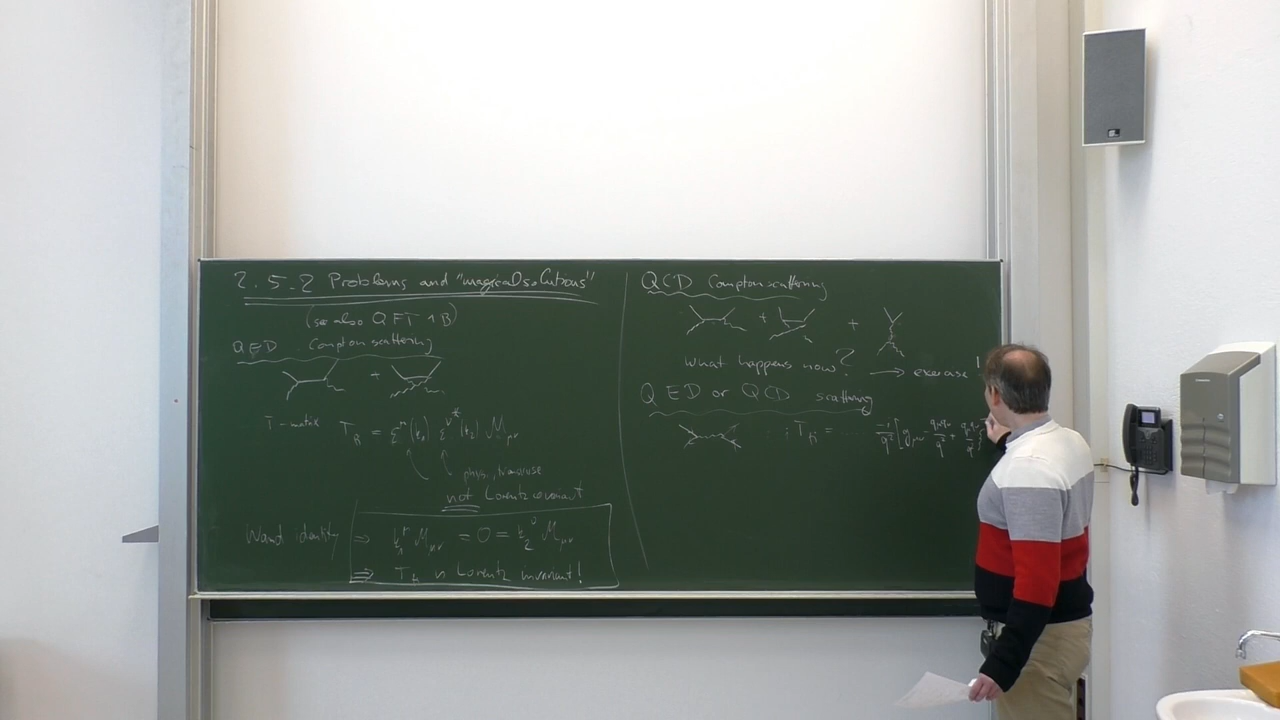 2.5.2 Problems and "magical solutions"
(see also QFT 1B)
QED Compton scattering
+
T-matrix T_fi = ε^μ(k_1) ε^ν*(k_2) M_μν
phys., transverse
not Lorentz covariant
Ward identity ⇒ k_1^μ M_μν = 0 = k_2^ν M_μν
⇒ T_fi is Lorentz invariant!
QCD Compton scattering
+ +
What happens now? → exercise!
QED or QCD scattering
: i T_fi = ...